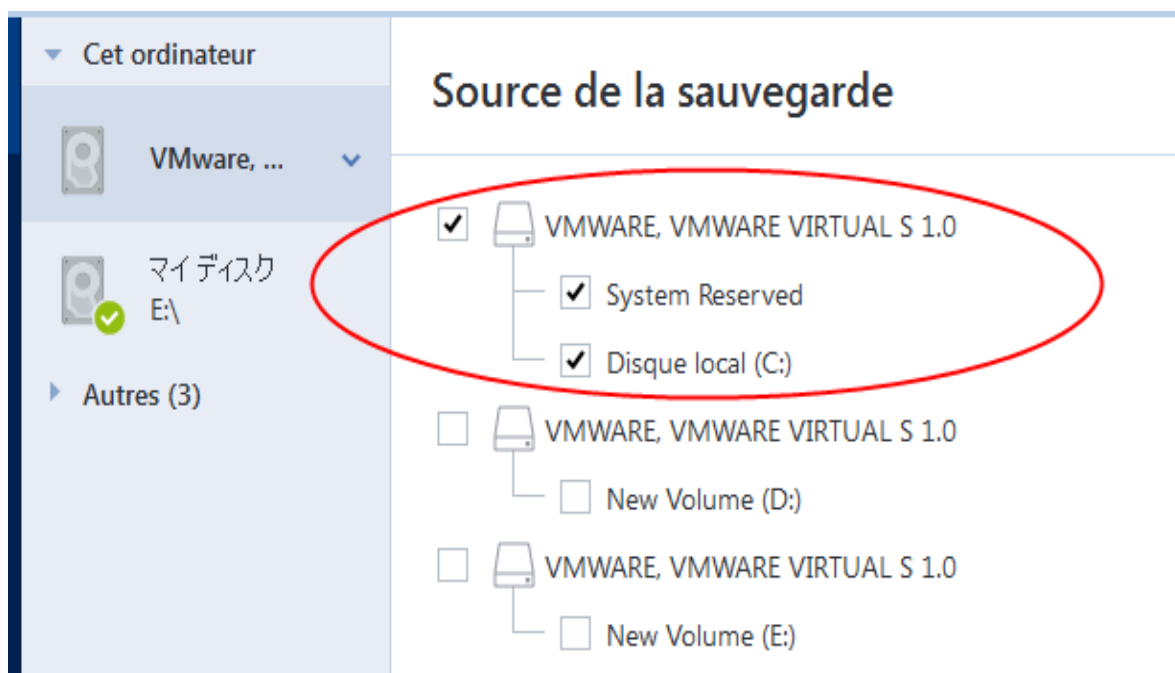 Cet ordinateur
VMware, ...
マイ ディスク
E:\
Autres (3)
Source de la sauvegarde
VMWARE, VMWARE VIRTUAL S 1.0
System Reserved
Disque local (C:)
VMWARE, VMWARE VIRTUAL S 1.0
New Volume (D:)
VMWARE, VMWARE VIRTUAL S 1.0
New Volume (E:)